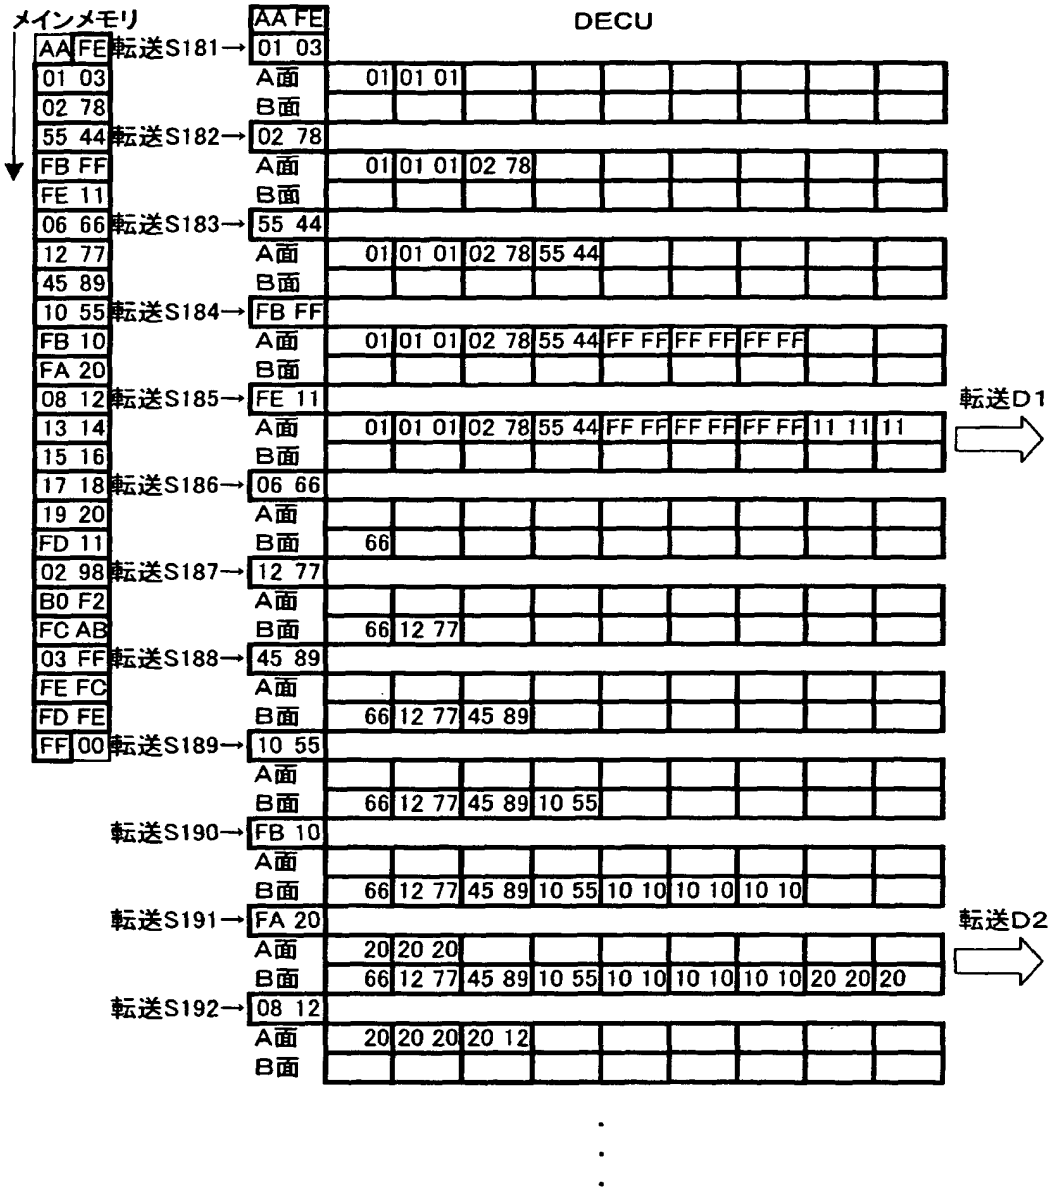 メインメモリ
AA FE
01 03
02 78
55 44
FB FF
FE 11
06 66
12 77
45 89
10 55
FB 10
FA 20
08 12
13 14
15 16
17 18
19 20
FD 11
02 98
B0 F2
FC AB
03 FF
FE FC
FD FE
FF 00
DECU
AA FE
転送S181→ 01 03
A面 01 01 01
B面
転送S182→ 02 78
A面 01 01 01 02 78
B面
転送S183→ 55 44
A面 01 01 01 02 78 55 44
B面
転送S184→ FB FF
A面 01 01 01 02 78 55 44 FF FF FF FF FF FF
B面
転送S185→ FE 11
転送D1
A面 01 01 01 02 78 55 44 FF FF FF FF FF FF 11 11 11
B面
転送S186→ 06 66
A面
B面 66
転送S187→ 12 77
A面
B面 66 12 77
転送S188→ 45 89
A面
B面 66 12 77 45 89
転送S189→ 10 55
A面
B面 66 12 77 45 89 10 55
転送S190→ FB 10
A面
B面 66 12 77 45 89 10 55 10 10 10 10 10 10
転送S191→ FA 20
転送D2
A面 20 20 20
B面 66 12 77 45 89 10 55 10 10 10 10 10 10 20 20 20
転送S192→ 08 12
A面 20 20 20 20 12
B面